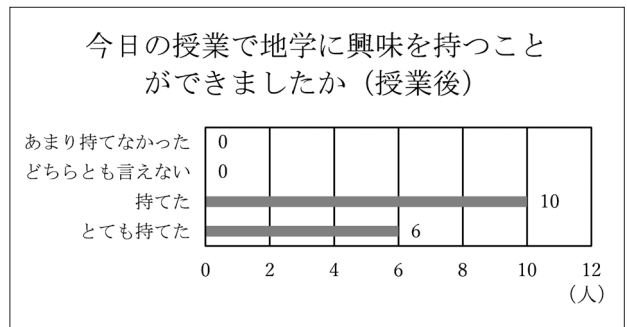 今日の授業で地学に興味を持つこと
ができましたか（授業後）
あまり持てなかった 0
どちらとも言えない 0
持てた 10
とても持てた 6
0 2 4 6 8 10 12
（人）